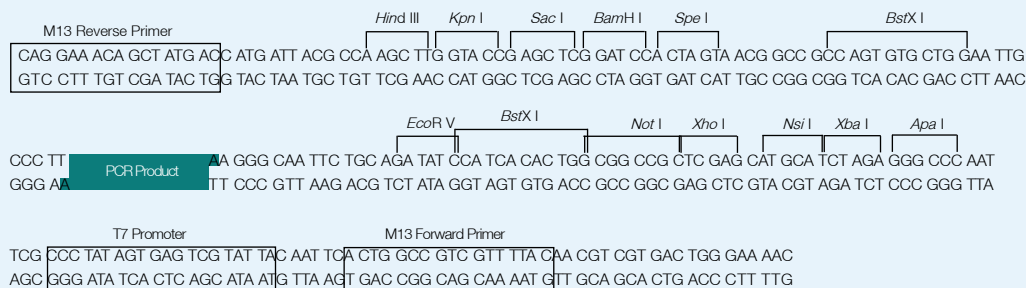 Hind III Kpn I Sac I BamH I Spe I BstX I
M13 Reverse Primer
CAG GAA ACA GCT ATG ACC ATG ATT ACG CCA AGC TTG GTA CCG AGC TCG GAT CCA CTA GTA ACG GCC GCC AGT GTG CTG GAA TTG
GTC CTT TGT CGA TAC TGG TAC TAA TGC TGT TCG AAC CAT GGC TCG AGC CTA GGT GAT CAT TGC CGG CGG TCA CAC GAC CTT AAC
EcoR V BstX I Not I Xho I Nsi I Xba I Apa I
CCC TT AA GGG CAA TTC TGC AGA TAT CCA TCA CAC TGG CGG CCG CTC GAG CAT GCA TCT AGA GGG CCC AAT
PCR Product
GGG AA TT CCC GTT AAG ACG TCT ATA GGT AGT GTG ACC GCC GGC GAG CTC GTA CGT AGA TCT CCC GGG TTA
T7 Promoter M13 Forward Primer
TCG CCC TAT AGT GAG TCG TAT TAC AAT TCA CTG GCC GTC GTT TTA CAA CGT CGT GAC TGG GAA AAC
AGC GGG ATA TCA CTC AGC ATA ATG TTA AGT GAC CGG CAG CAA AAT GTT GCA GCA CTG ACC CTT TTG